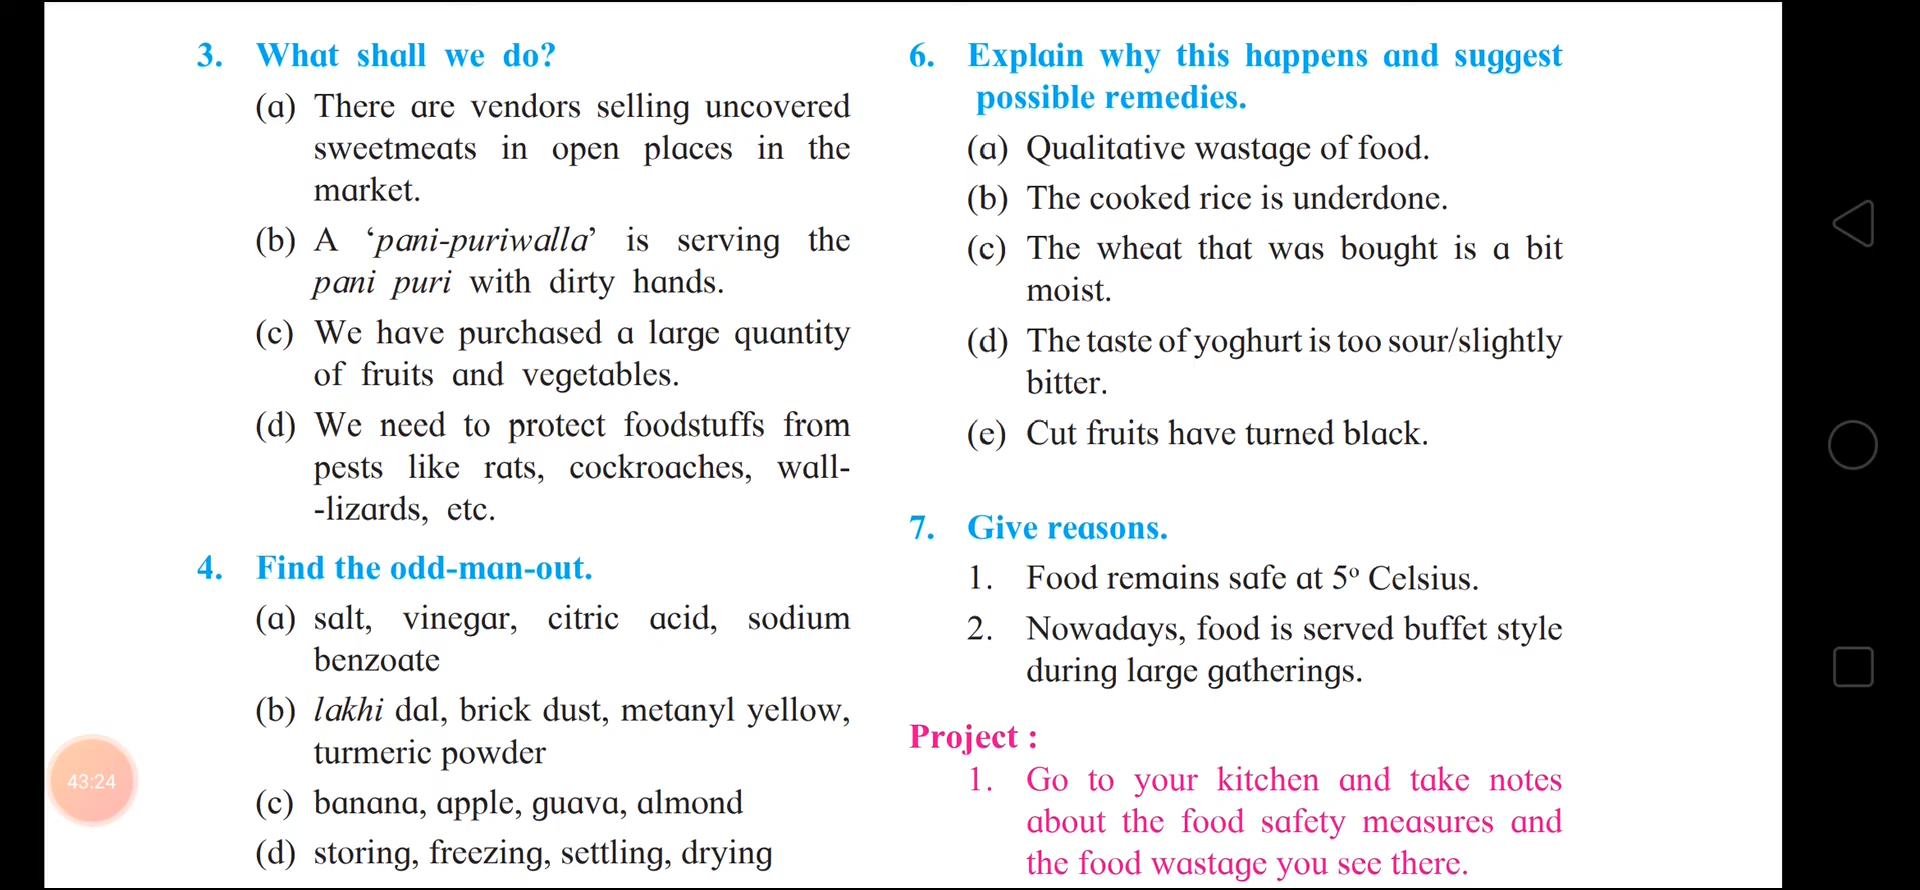 3. What shall we do?
(a) There are vendors selling uncovered
sweetmeats in open places in the
market.
(b) A ‘pani-puriwalla’ is serving the
pani puri with dirty hands.
(c) We have purchased a large quantity
of fruits and vegetables.
(d) We need to protect foodstuffs from
pests like rats, cockroaches, wall-
-lizards, etc.
4. Find the odd-man-out.
(a) salt, vinegar, citric acid, sodium
benzoate
(b) lakhi dal, brick dust, metanyl yellow,
turmeric powder
(c) banana, apple, guava, almond
(d) storing, freezing, settling, drying
43:24
6. Explain why this happens and suggest
possible remedies.
(a) Qualitative wastage of food.
(b) The cooked rice is underdone.
(c) The wheat that was bought is a bit
moist.
(d) The taste of yoghurt is too sour/slightly
bitter.
(e) Cut fruits have turned black.
7. Give reasons.
1. Food remains safe at 5° Celsius.
2. Nowadays, food is served buffet style
during large gatherings.
Project :
1. Go to your kitchen and take notes
about the food safety measures and
the food wastage you see there.